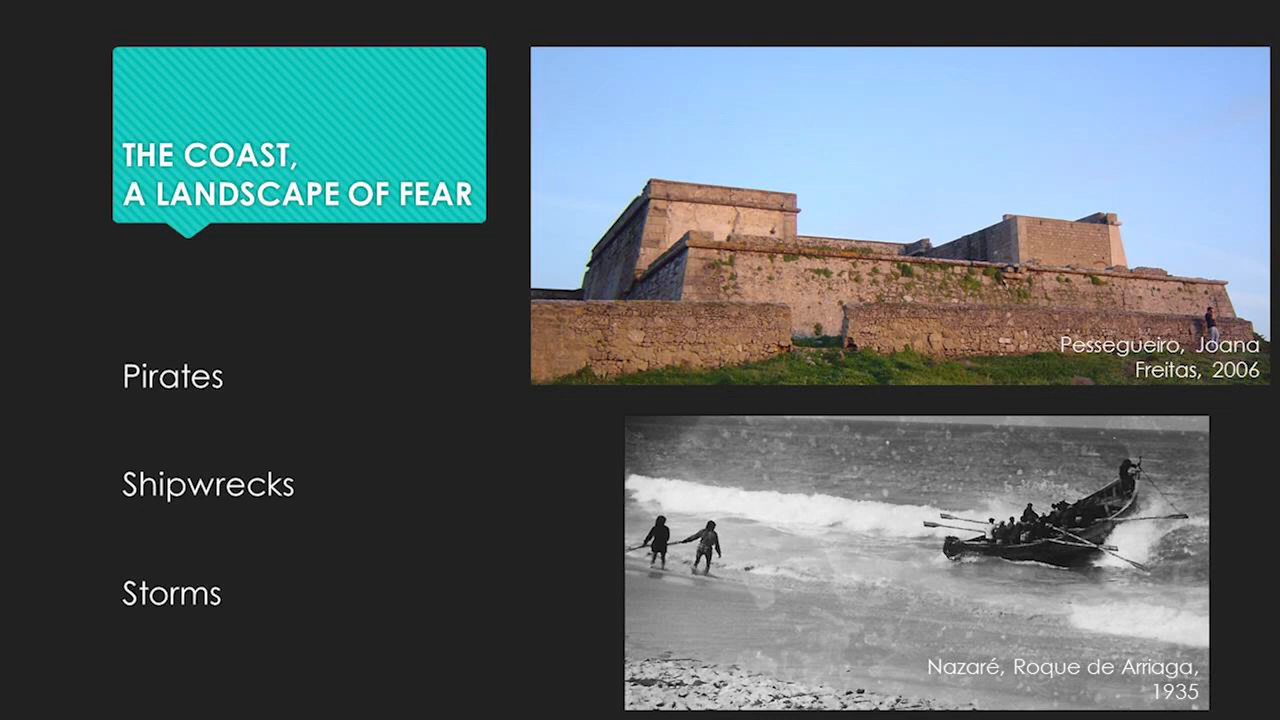 THE COAST,
A LANDSCAPE OF FEAR
Pirates
Shipwrecks
Storms
Pessegueiro, Joana
Freitas, 2006
Nazaré, Roque de Arriaga,
1935